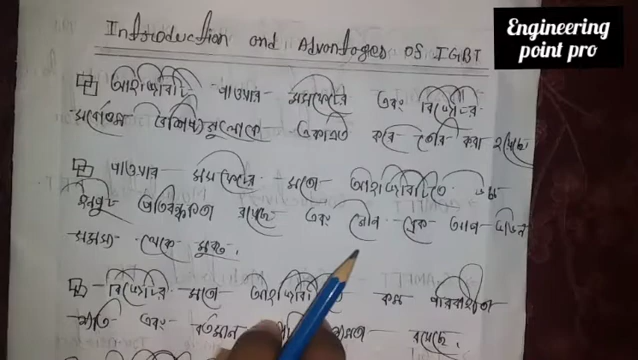 Engineering
point pro
Introduction and Advantages of IGBT
আইজিবিটি পাওয়ার মসফেটের এবং বিজেটির
সর্বোত্তম বৈশিষ্ট্যগুলোকে একত্রিত করে তৈরি করা হয়েছে
পাওয়ার মসফেটের মতো আইজিবিটিতে উচ্চ
ইনপুট প্রতিবন্ধকতা রয়েছে এবং
সমস্যা থেকে মুক্ত.
বিজেটির মতো আইজিবিটিতে কম পরিবাহীতা
এবং বর্তমান রয়েছে.